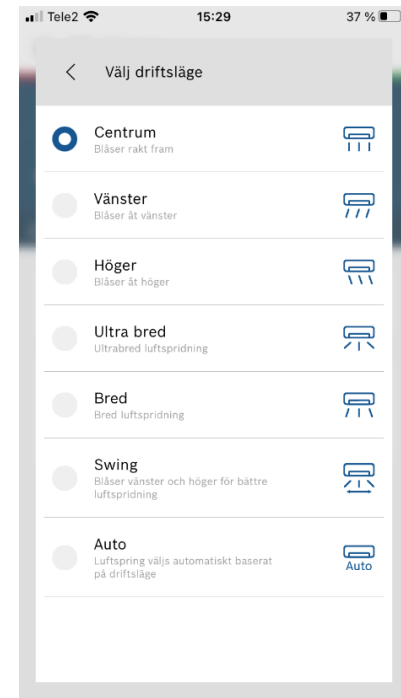 Tele2 15:29 37 %
Välj driftsläge
Centrum
Blåser rakt fram
Vänster
Blåser åt vänster
Höger
Blåser åt höger
Ultra bred
Ultrabred luftspridning
Bred
Bred luftspridning
Swing
Blåser vänster och höger för bättre
luftspridning
Auto
Luftspring väljs automatiskt baserat
på driftsläge
Auto